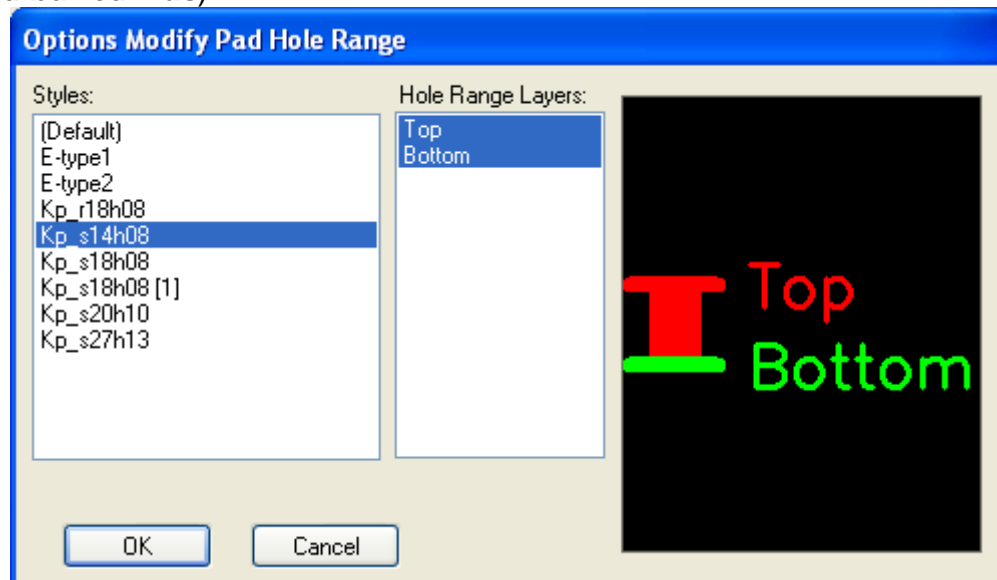 Options Modify Pad Hole Range
Styles:
(Default)
E-type1
E-type2
Kp_r18h08
Kp_s14h08
Kp_s18h08
Kp_s18h08 [1]
Kp_s20h10
Kp_s27h13
Hole Range Layers:
Top
Bottom
Top
Bottom
OK
Cancel